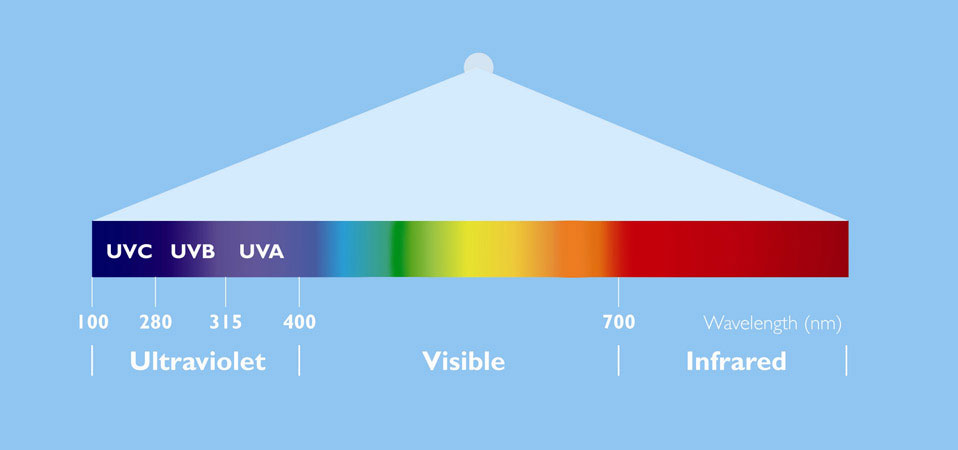 UVC UVB UVA
100 280 315 400 700 Wavelength (nm)
Ultraviolet Visible Infrared